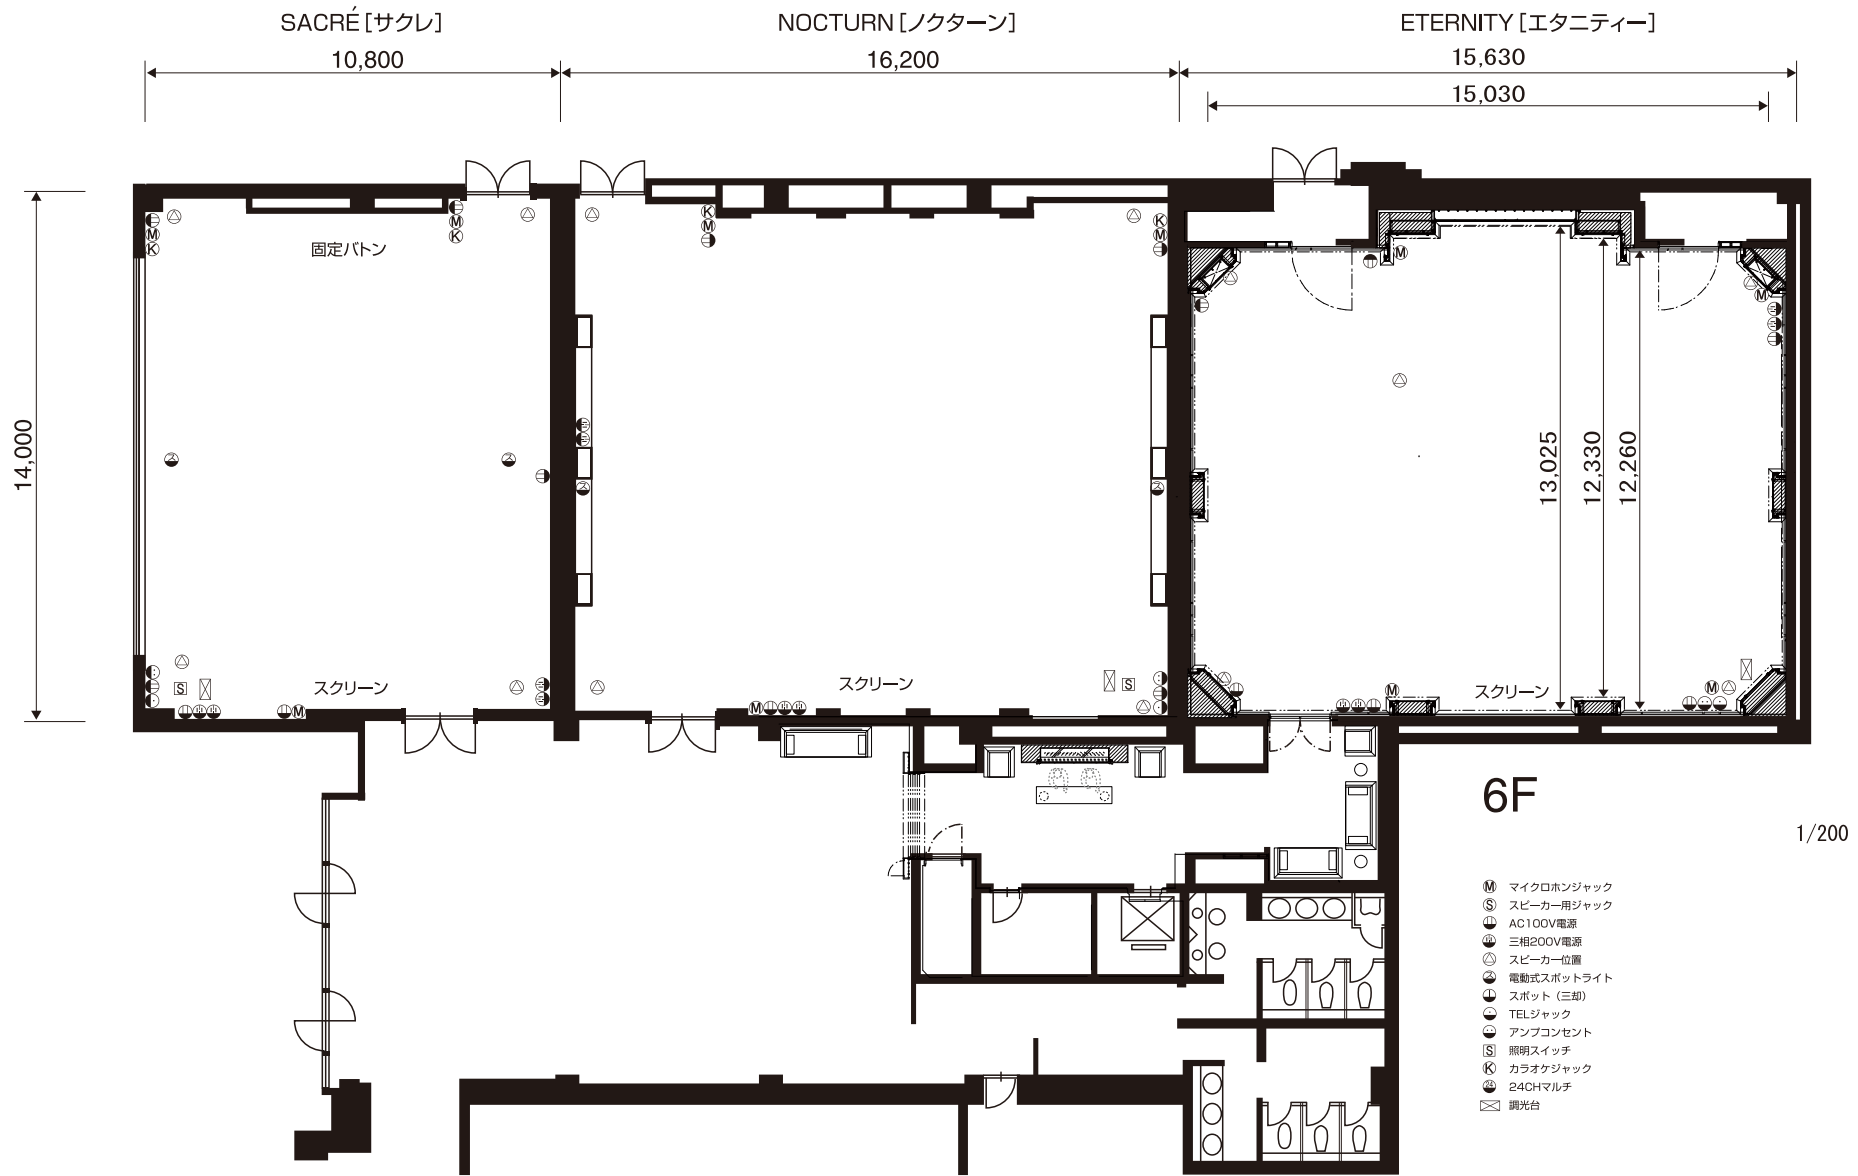 SACRÉ [サクレ]
NOCTURN [ノクターン]
ETERNITY [エタニティー]
10,800
16,200
15,630
15,030
14,000
固定バトン
M
K
M
K
K
M
K
M
M
M
ス
ス
ス
ス
13,025
12,330
12,260
S
スクリーン
M
スクリーン
S
M
スクリーン
M
M
6F
1/200
M マイクロホンジャック
S スピーカー用ジャック
AC100V電源
三相200V電源
スピーカー位置
ス 電動式スポットライト
スポット（三却）
TELジャック
アンプコンセント
S 照明スイッチ
K カラオケジャック
24 24CHマルチ
調光台